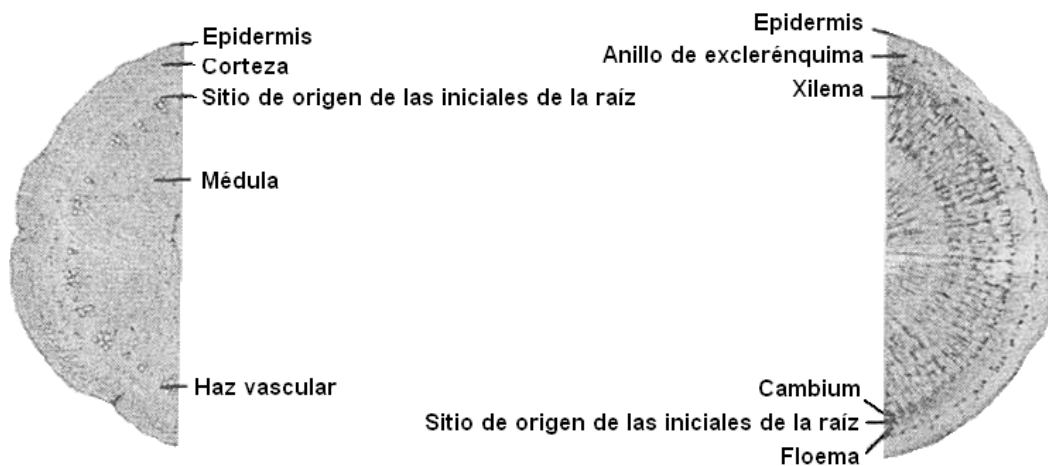 Epidermis
Corteza
Sitio de origen de las iniciales de la raíz
Médula
Haz vascular
Epidermis
Anillo de exclerénquima
Xilema
Cambium
Sitio de origen de las iniciales de la raíz
Floema